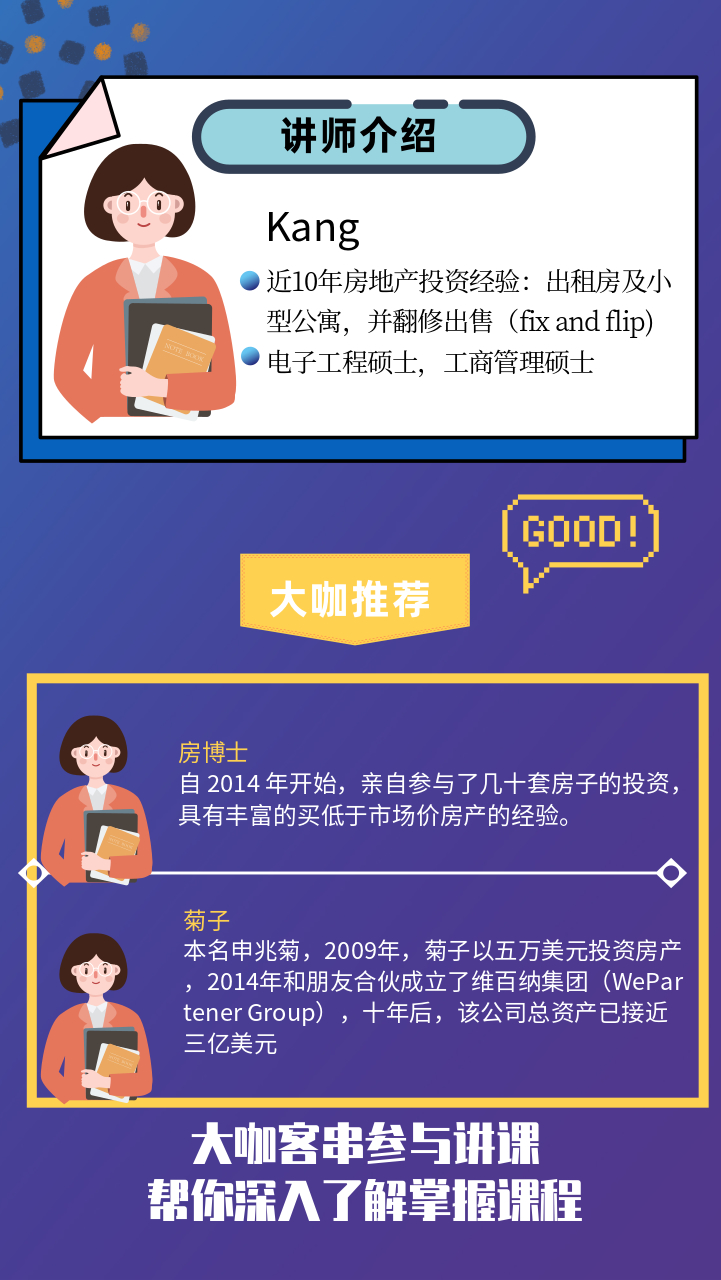 讲师介绍
Kang
近10年房地产投资经验：出租房及小
型公寓，并翻修出售（fix and flip)
电子工程硕士，工商管理硕士
NOTE BOOK
GOOD!
大咖推荐
房博士
自 2014 年开始，亲自参与了几十套房子的投资，
具有丰富的买低于市场价房产的经验。
菊子
本名申兆菊，2009年，菊子以五万美元投资房产
，2014年和朋友合伙成立了维百纳集团（WePar
tener Group），十年后，该公司总资产已接近
三亿美元
大咖客串参与讲课
帮你深入了解掌握课程